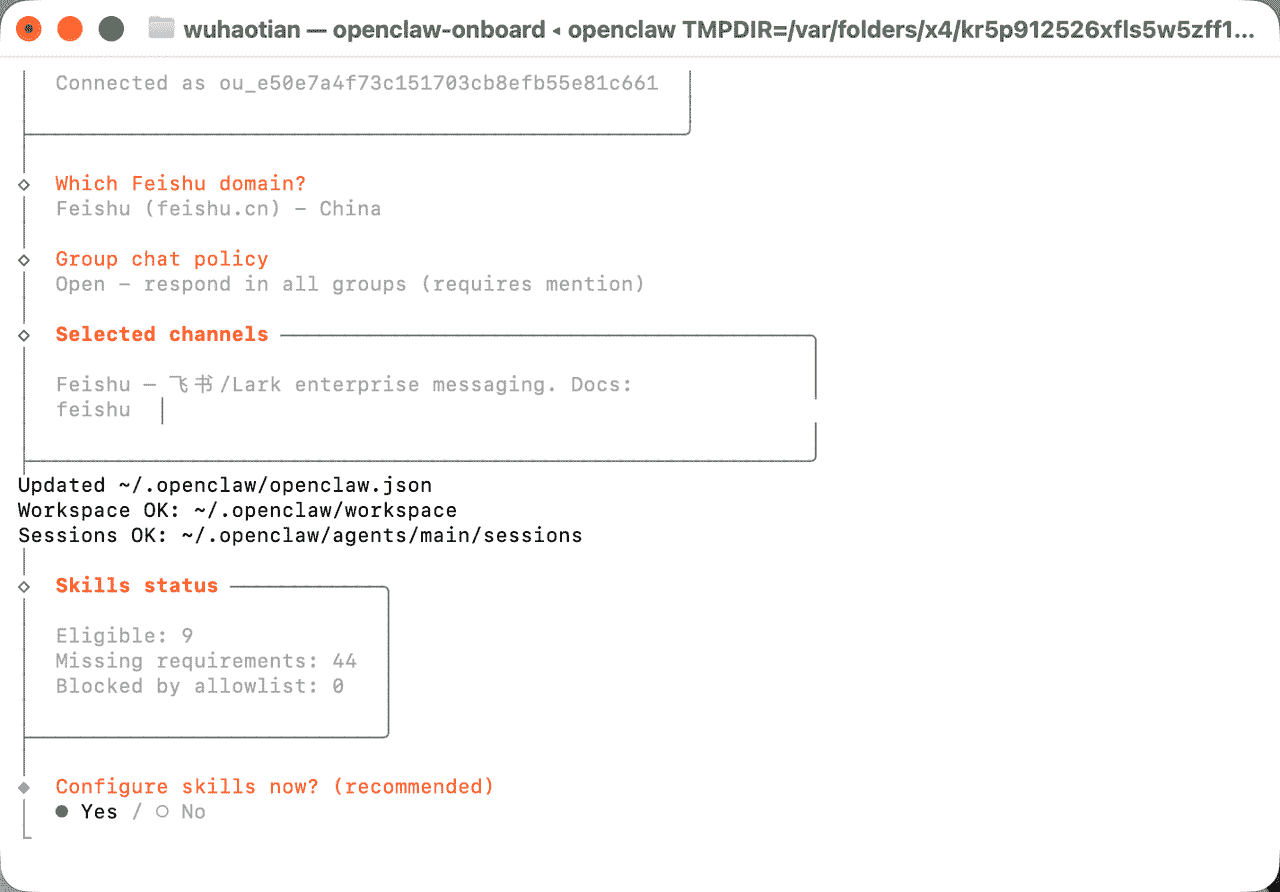 wuhaotian — openclaw-onboard ◂ openclaw TMPDIR=/var/folders/x4/kr5p912526xfls5w5zff1...
Connected as ou_e50e7a4f73c151703cb8efb55e81c661
Which Feishu domain?
Feishu (feishu.cn) - China
Group chat policy
Open - respond in all groups (requires mention)
Selected channels
Feishu — 飞书/Lark enterprise messaging. Docs:
feishu
Updated ~/.openclaw/openclaw.json
Workspace OK: ~/.openclaw/workspace
Sessions OK: ~/.openclaw/agents/main/sessions
Skills status
Eligible: 9
Missing requirements: 44
Blocked by allowlist: 0
Configure skills now? (recommended)
● Yes / ○ No